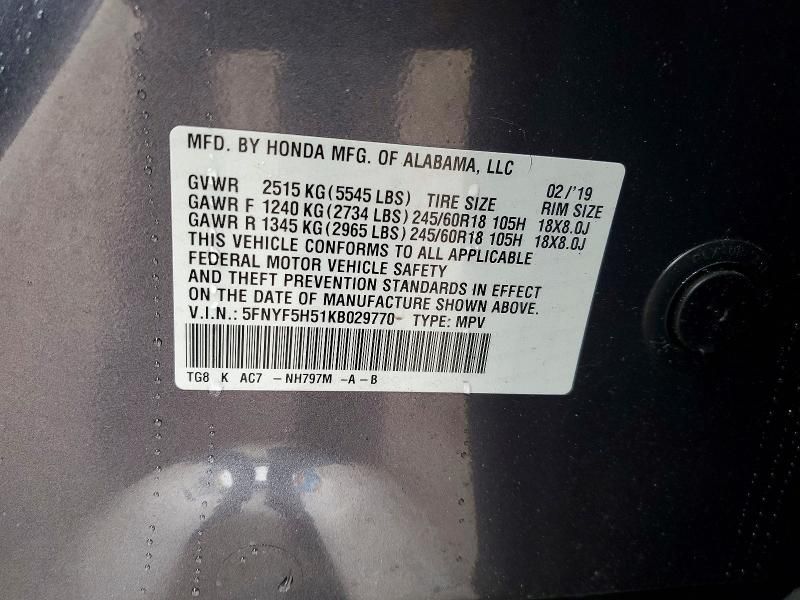 MFD. BY HONDA MFG. OF ALABAMA, LLC
GVWR 2515 KG (5545 LBS) TIRE SIZE 02/'19 RIM SIZE
GAWR F 1240 KG (2734 LBS) 245/60R18 105H 18X8.0J
GAWR R 1345 KG (2965 LBS) 245/60R18 105H 18X8.0J
THIS VEHICLE CONFORMS TO ALL APPLICABLE
FEDERAL MOTOR VEHICLE SAFETY
AND THEFT PREVENTION STANDARDS IN EFFECT
ON THE DATE OF MANUFACTURE SHOWN ABOVE.
V.I.N.: 5FNYF5H51KB029770 TYPE: MPV
TG8 K AC7 – NH797M –A – B